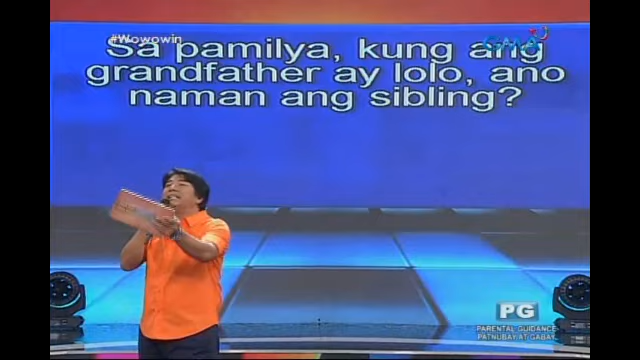 #Wowowin
GMA
Sa pamilya, kung ang
grandfather ay lolo, ano
naman ang sibling?
PG
PARENTAL GUIDANCE
PATNUBAY AT GABAY